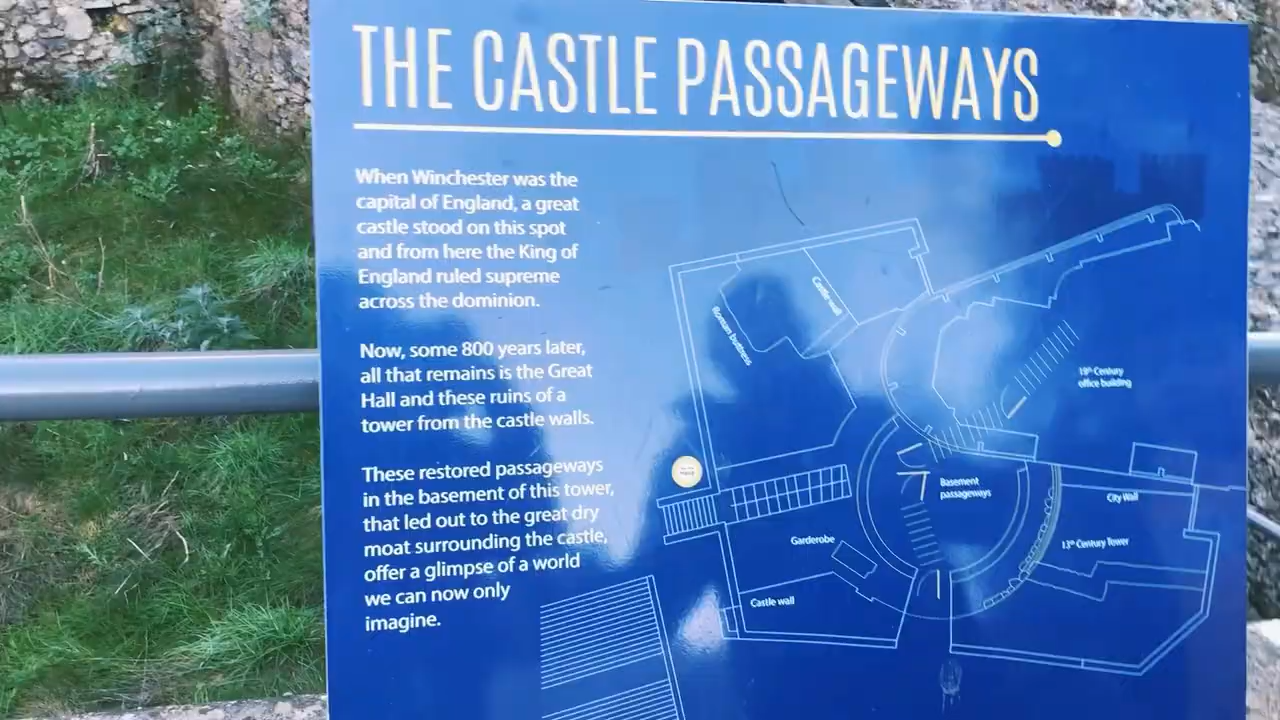 THE CASTLE PASSAGEWAYS
When Winchester was the
capital of England, a great
castle stood on this spot
and from here the King of
England ruled supreme
across the dominion.
Now, some 800 years later,
all that remains is the Great
Hall and these ruins of a
tower from the castle walls.
These restored passageways
in the basement of this tower,
that led out to the great dry
moat surrounding the castle,
offer a glimpse of a world
we can now only
imagine.
Castle wall
Roman buttress
19th Century
office building
Basement
passageways
City Wall
Garderobe
13th Century Tower
Castle wall